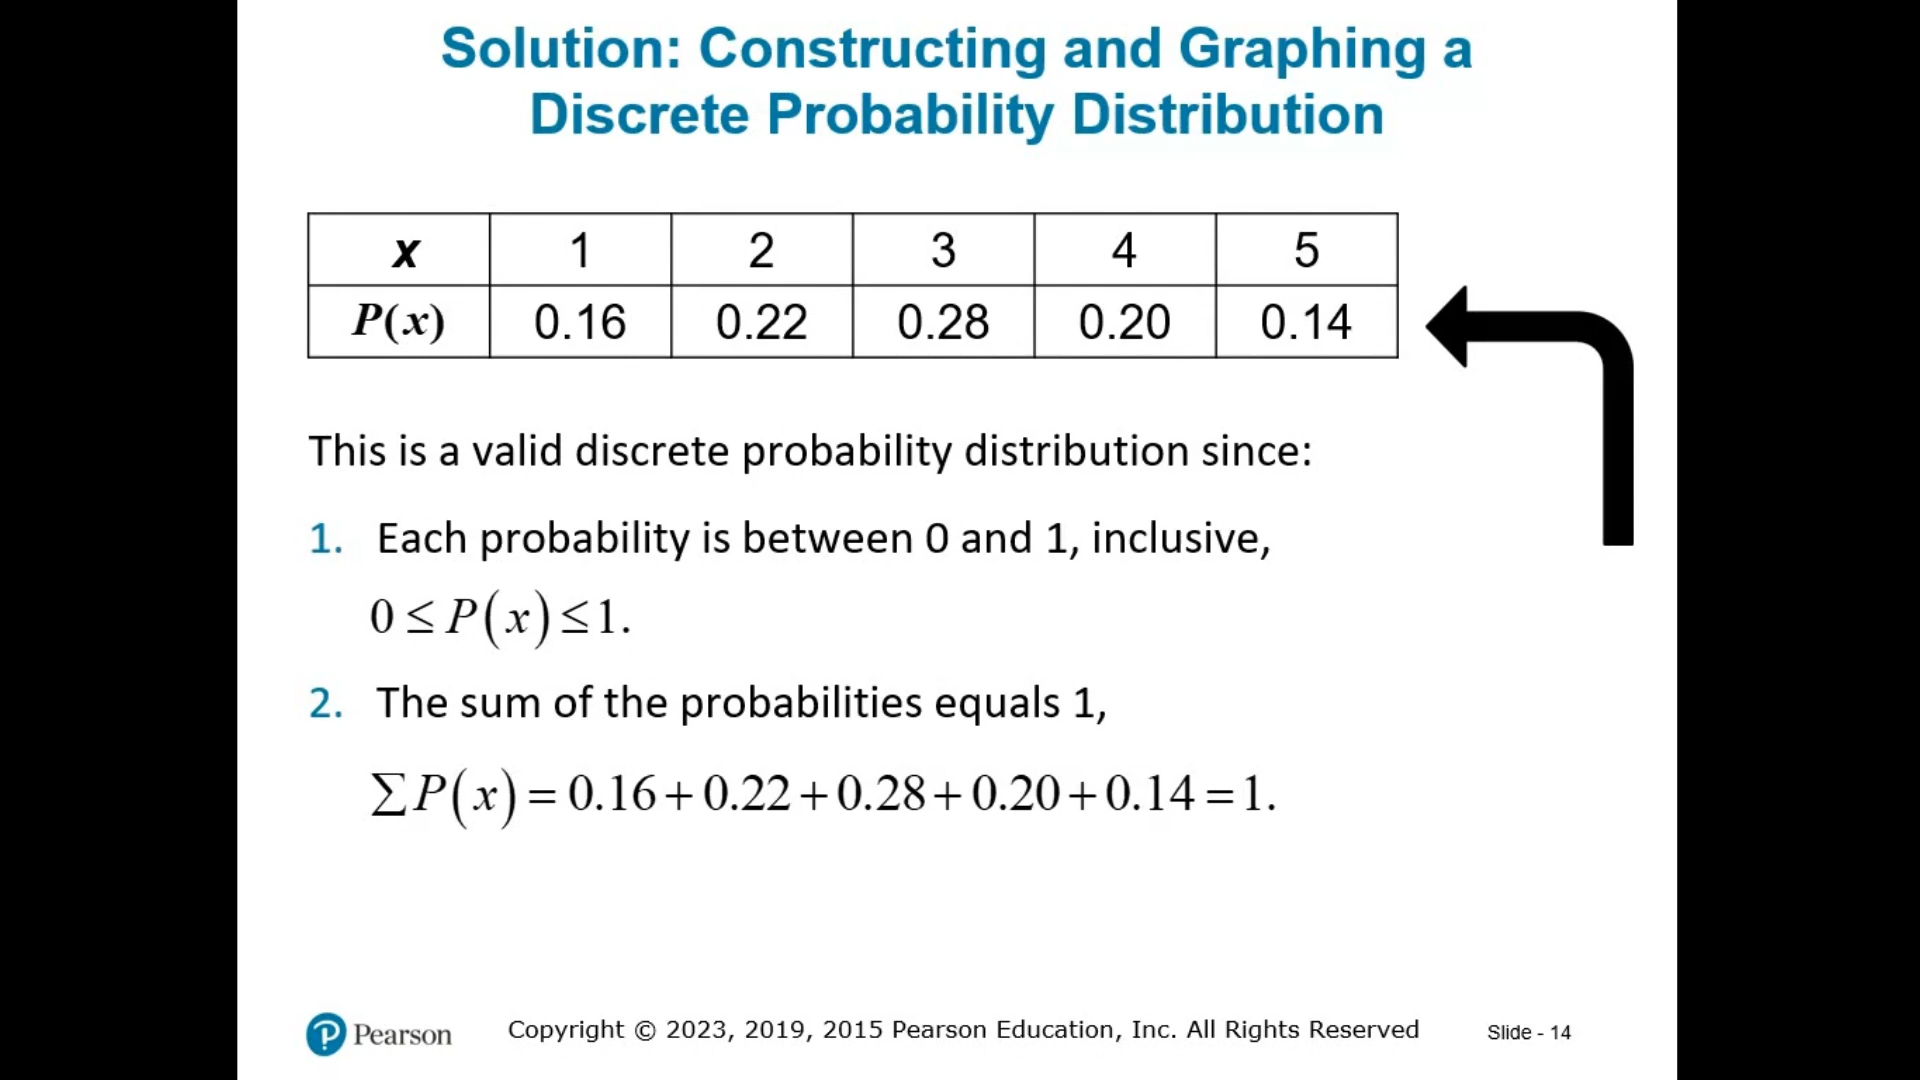 Solution: Constructing and Graphing a
Discrete Probability Distribution
x 1 2 3 4 5
P(x) 0.16 0.22 0.28 0.20 0.14
This is a valid discrete probability distribution since:
1. Each probability is between 0 and 1, inclusive,
0 ≤ P(x) ≤ 1.
2. The sum of the probabilities equals 1,
∑P(x) = 0.16 + 0.22 + 0.28 + 0.20 + 0.14 = 1.
Pearson Copyright © 2023, 2019, 2015 Pearson Education, Inc. All Rights Reserved Slide - 14